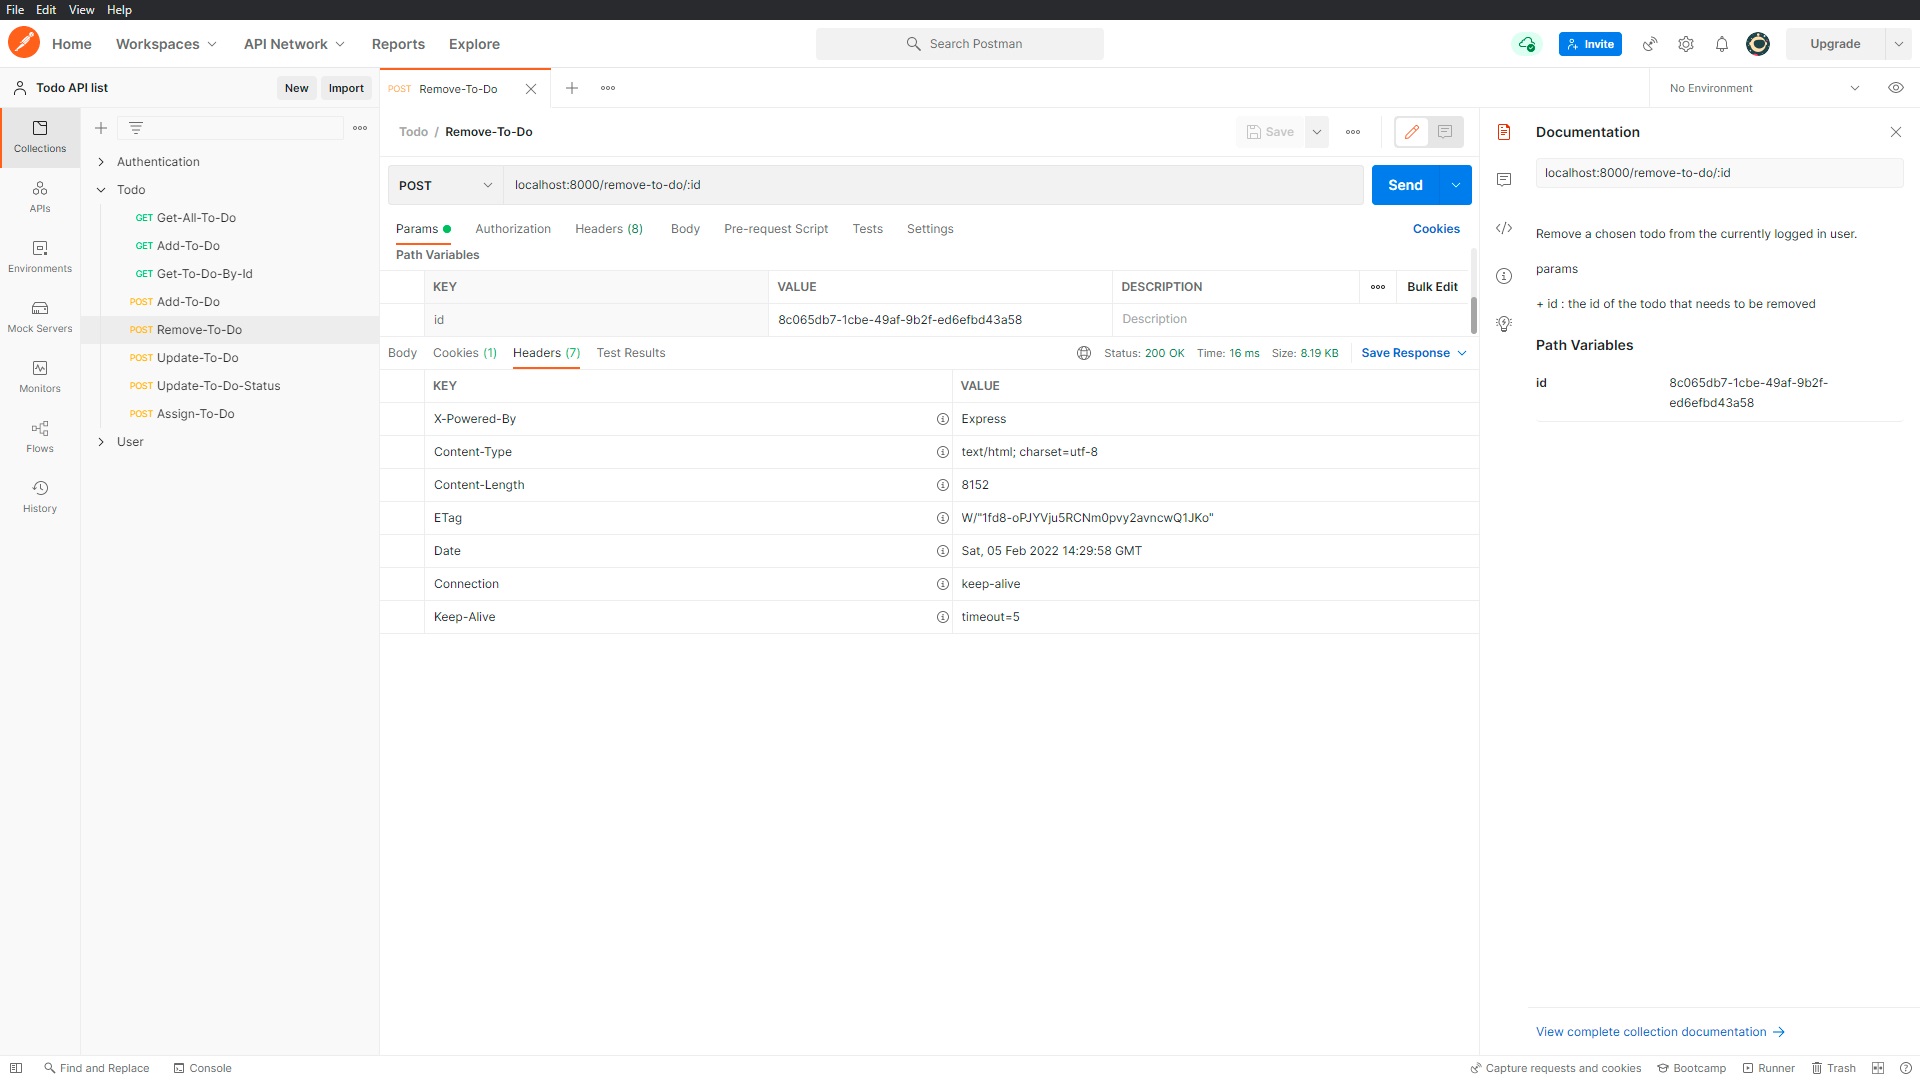 File Edit View Help
Home Workspaces API Network Reports Explore Search Postman Invite Upgrade
Todo API list New Import POST Remove-To-Do No Environment
Collections
APIs
Environments
Mock Servers
Monitors
Flows
History
Authentication
Todo
GET Get-All-To-Do
GET Add-To-Do
GET Get-To-Do-By-Id
POST Add-To-Do
POST Remove-To-Do
POST Update-To-Do
POST Update-To-Do-Status
POST Assign-To-Do
User
Todo / Remove-To-Do Save
POST localhost:8000/remove-to-do/:id Send
Params Authorization Headers (8) Body Pre-request Script Tests Settings Cookies
Path Variables
KEY VALUE DESCRIPTION Bulk Edit
id 8c065db7-1cbe-49af-9b2f-ed6efbd43a58 Description
Body Cookies (1) Headers (7) Test Results Status: 200 OK Time: 16 ms Size: 8.19 KB Save Response
KEY VALUE
X-Powered-By Express
Content-Type text/html; charset=utf-8
Content-Length 8152
ETag W/"1fd8-oPJYVju5RCNm0pvy2avncwQ1JKo"
Date Sat, 05 Feb 2022 14:29:58 GMT
Connection keep-alive
Keep-Alive timeout=5
Documentation
localhost:8000/remove-to-do/:id
Remove a chosen todo from the currently logged in user.
params
+ id : the id of the todo that needs to be removed
Path Variables
id 8c065db7-1cbe-49af-9b2f-
ed6efbd43a58
View complete collection documentation →
Find and Replace Console Capture requests and cookies Bootcamp Runner Trash